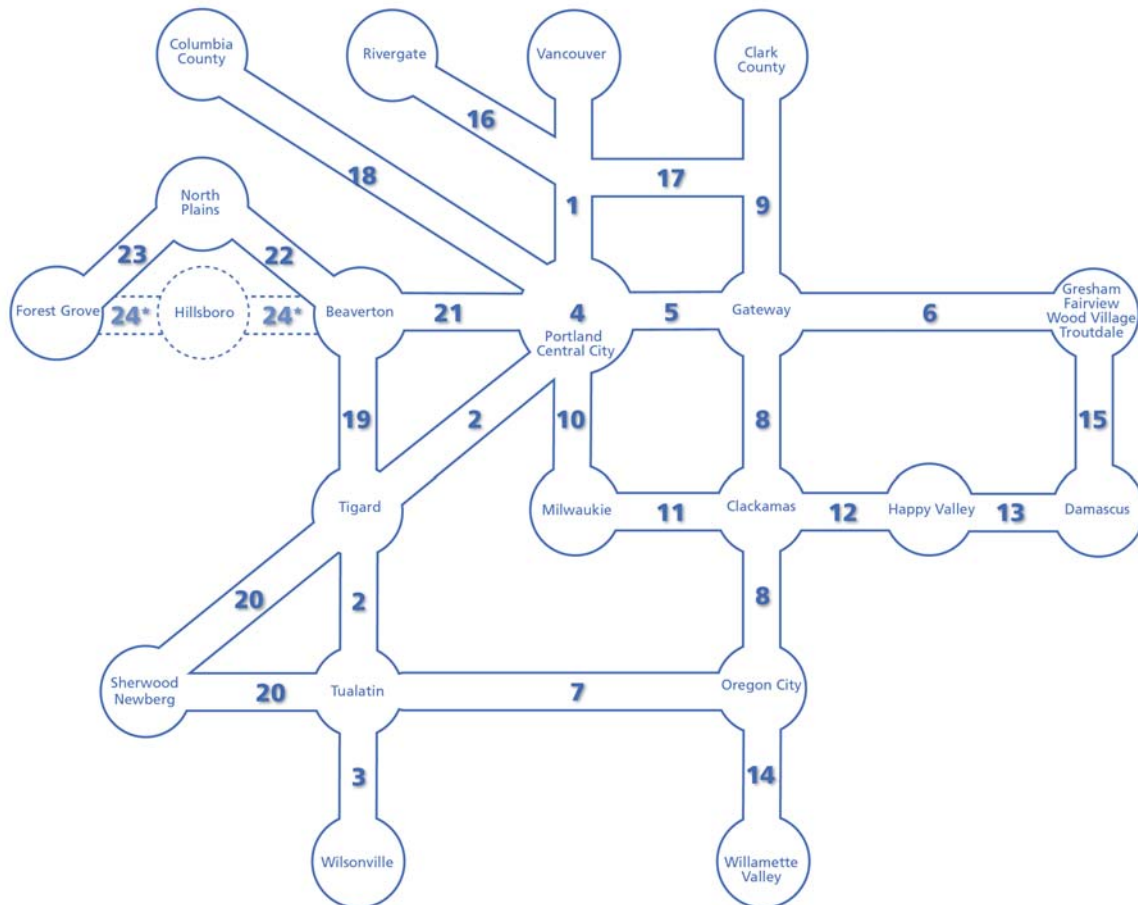 Columbia
County
Rivergate
Vancouver
Clark
County
16
18
17
North
Plains
1
9
23
22
Forest Grove
24*
Hillsboro
24*
Beaverton
21
4
Portland
Central City
5
Gateway
6
Gresham
Fairview
Wood Village
Troutdale
19
2
10
8
15
Tigard
Milwaukie
11
Clackamas
12
Happy Valley
13
Damascus
20
2
8
Sherwood
Newberg
20
Tualatin
7
Oregon City
3
14
Wilsonville
Willamette
Valley